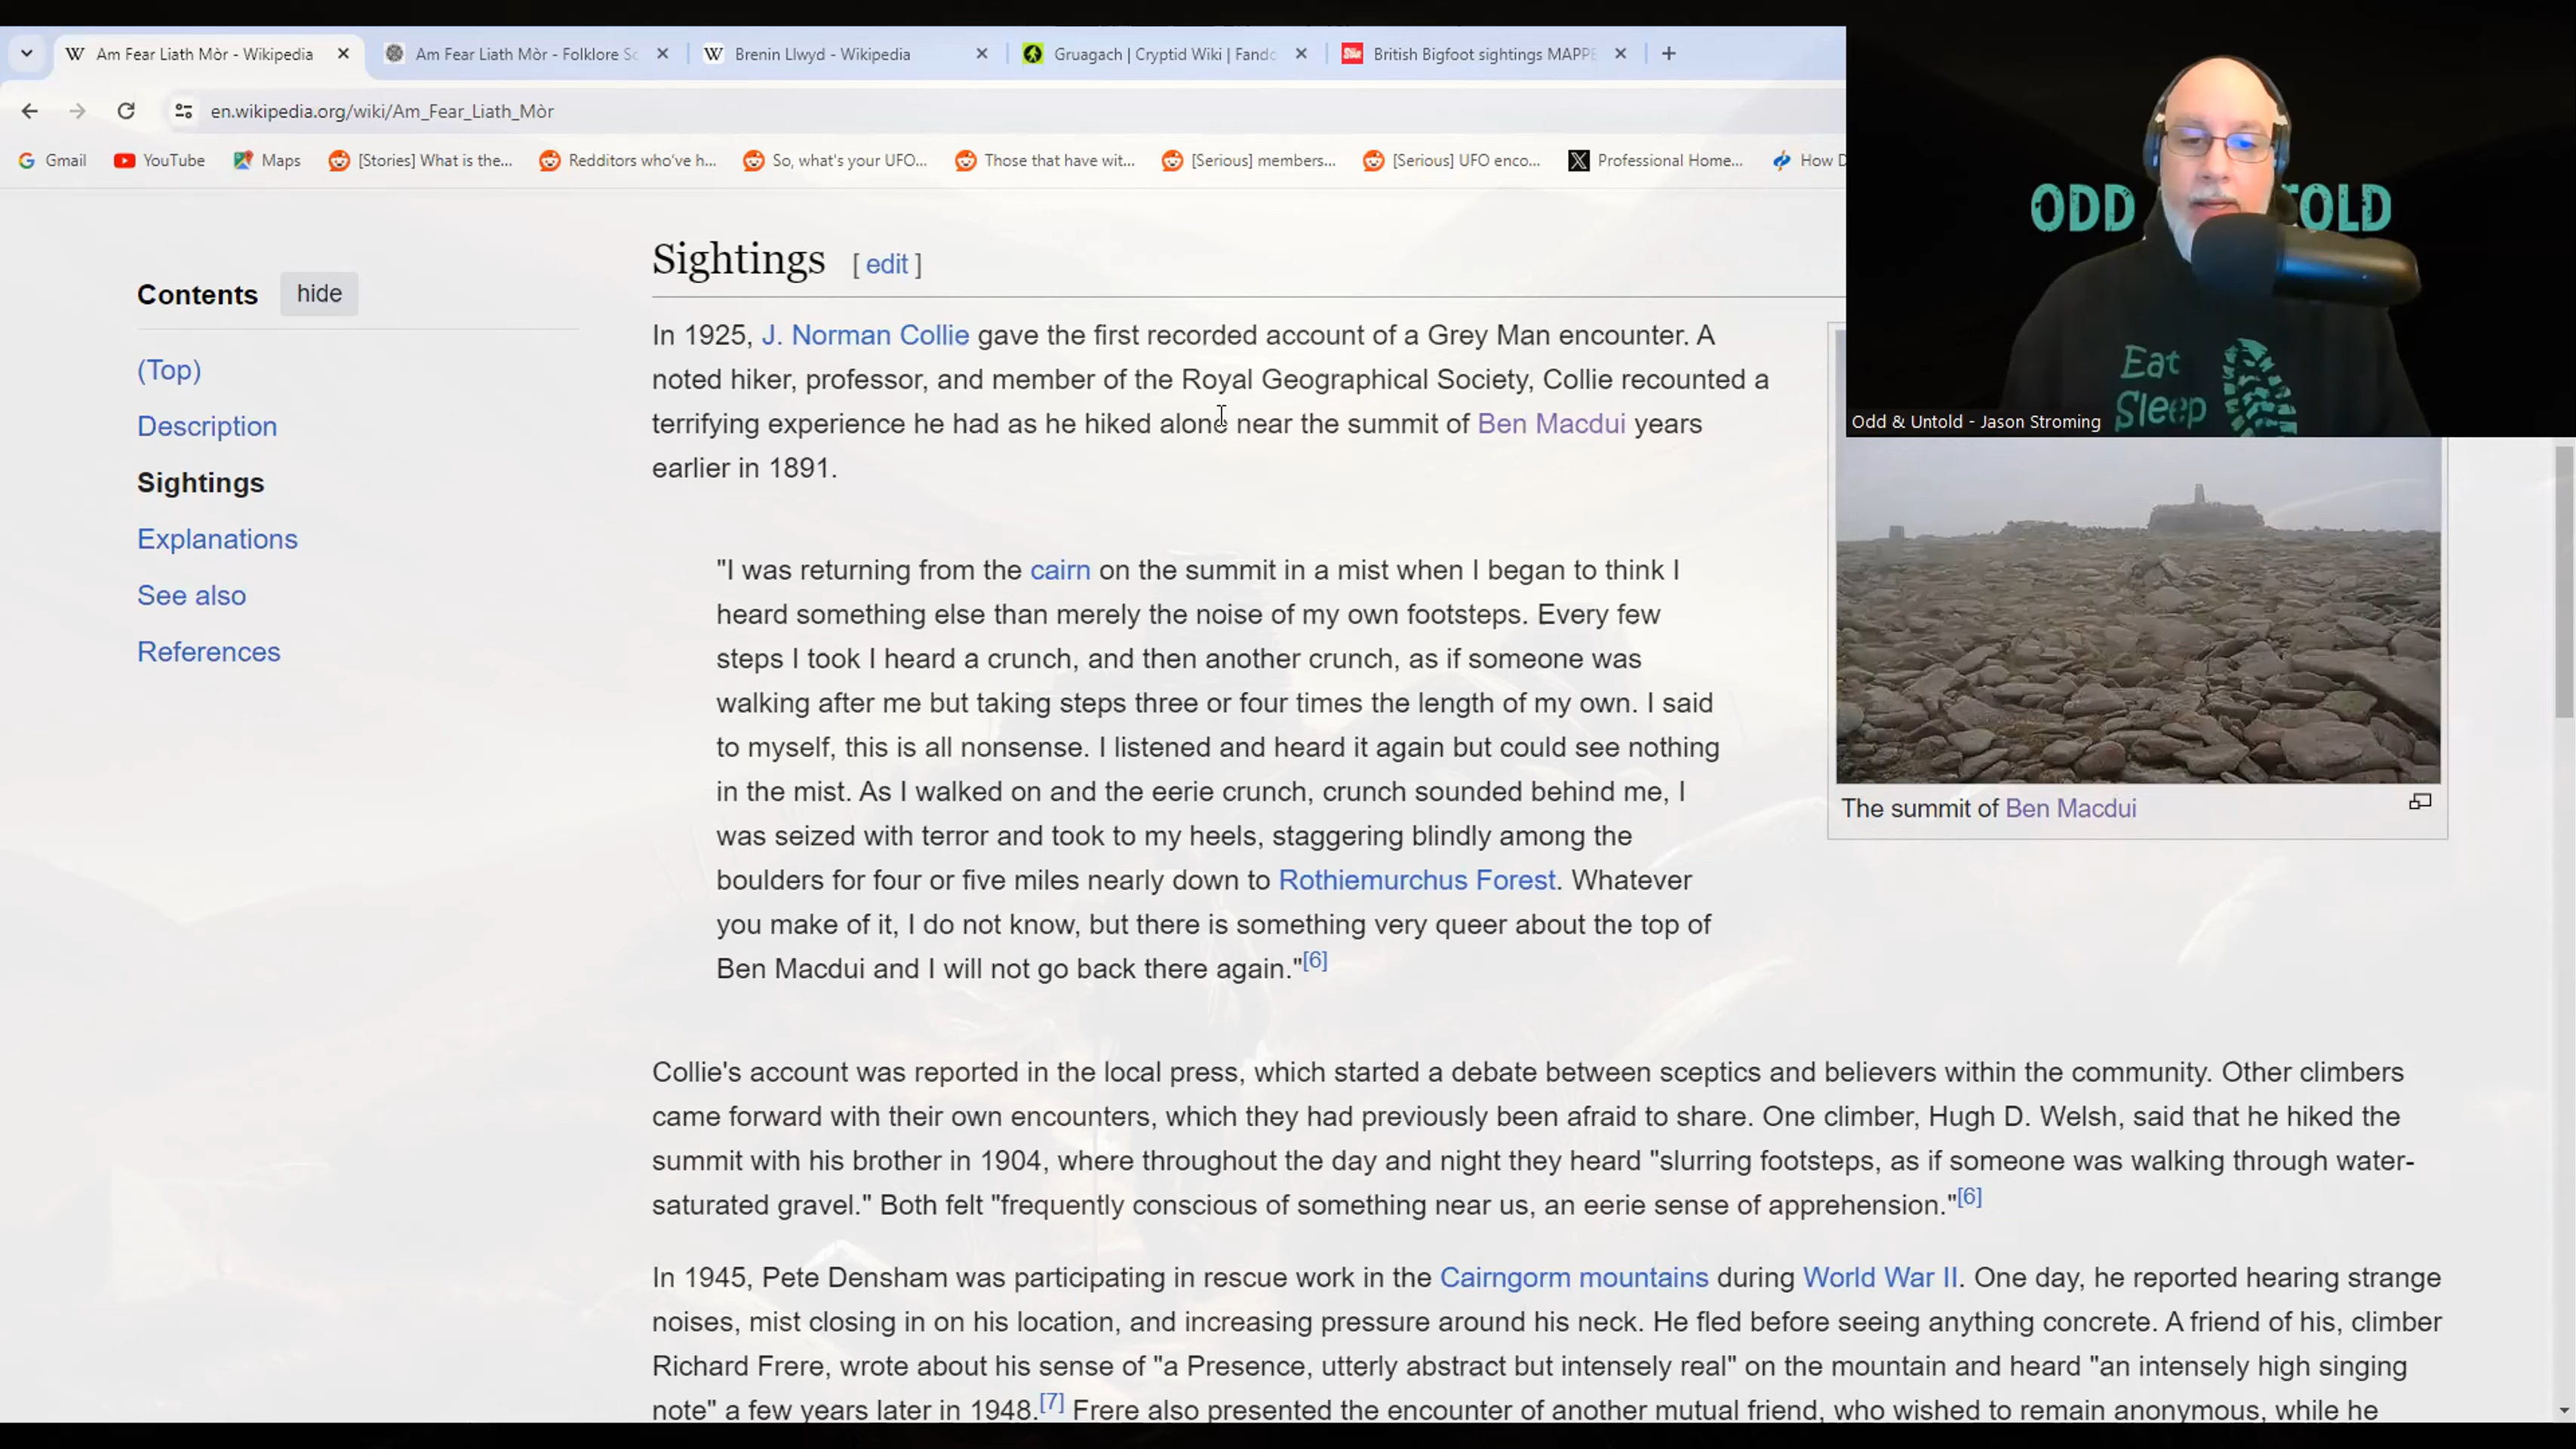 Am Fear Liath Mòr - Wikipedia
Am Fear Liath Mòr - Folklore Sc
Brenin Llwyd - Wikipedia
Gruagach | Cryptid Wiki | Fando
British Bigfoot sightings MAPPE
en.wikipedia.org/wiki/Am_Fear_Liath_Mòr
Gmail
YouTube
Maps
[Stories] What is the...
Redditors who've h...
So, what's your UFO...
Those that have wit...
[Serious] members...
[Serious] UFO enco...
Professional Home...
How D
ODD
OLD
Eat
Sleep
Odd & Untold - Jason Stroming
Contents
hide
(Top)
Description
Sightings
Explanations
See also
References
Sightings [ edit ]
In 1925, J. Norman Collie gave the first recorded account of a Grey Man encounter. A
noted hiker, professor, and member of the Royal Geographical Society, Collie recounted a
terrifying experience he had as he hiked alone near the summit of Ben Macdui years
earlier in 1891.
"I was returning from the cairn on the summit in a mist when I began to think I
heard something else than merely the noise of my own footsteps. Every few
steps I took I heard a crunch, and then another crunch, as if someone was
walking after me but taking steps three or four times the length of my own. I said
to myself, this is all nonsense. I listened and heard it again but could see nothing
in the mist. As I walked on and the eerie crunch, crunch sounded behind me, I
was seized with terror and took to my heels, staggering blindly among the
boulders for four or five miles nearly down to Rothiemurchus Forest. Whatever
you make of it, I do not know, but there is something very queer about the top of
Ben Macdui and I will not go back there again."[6]
The summit of Ben Macdui
Collie's account was reported in the local press, which started a debate between sceptics and believers within the community. Other climbers
came forward with their own encounters, which they had previously been afraid to share. One climber, Hugh D. Welsh, said that he hiked the
summit with his brother in 1904, where throughout the day and night they heard "slurring footsteps, as if someone was walking through water-
saturated gravel." Both felt "frequently conscious of something near us, an eerie sense of apprehension."[6]
In 1945, Pete Densham was participating in rescue work in the Cairngorm mountains during World War II. One day, he reported hearing strange
noises, mist closing in on his location, and increasing pressure around his neck. He fled before seeing anything concrete. A friend of his, climber
Richard Frere, wrote about his sense of "a Presence, utterly abstract but intensely real" on the mountain and heard "an intensely high singing
note" a few years later in 1948.[7] Frere also presented the encounter of another mutual friend, who wished to remain anonymous, while he